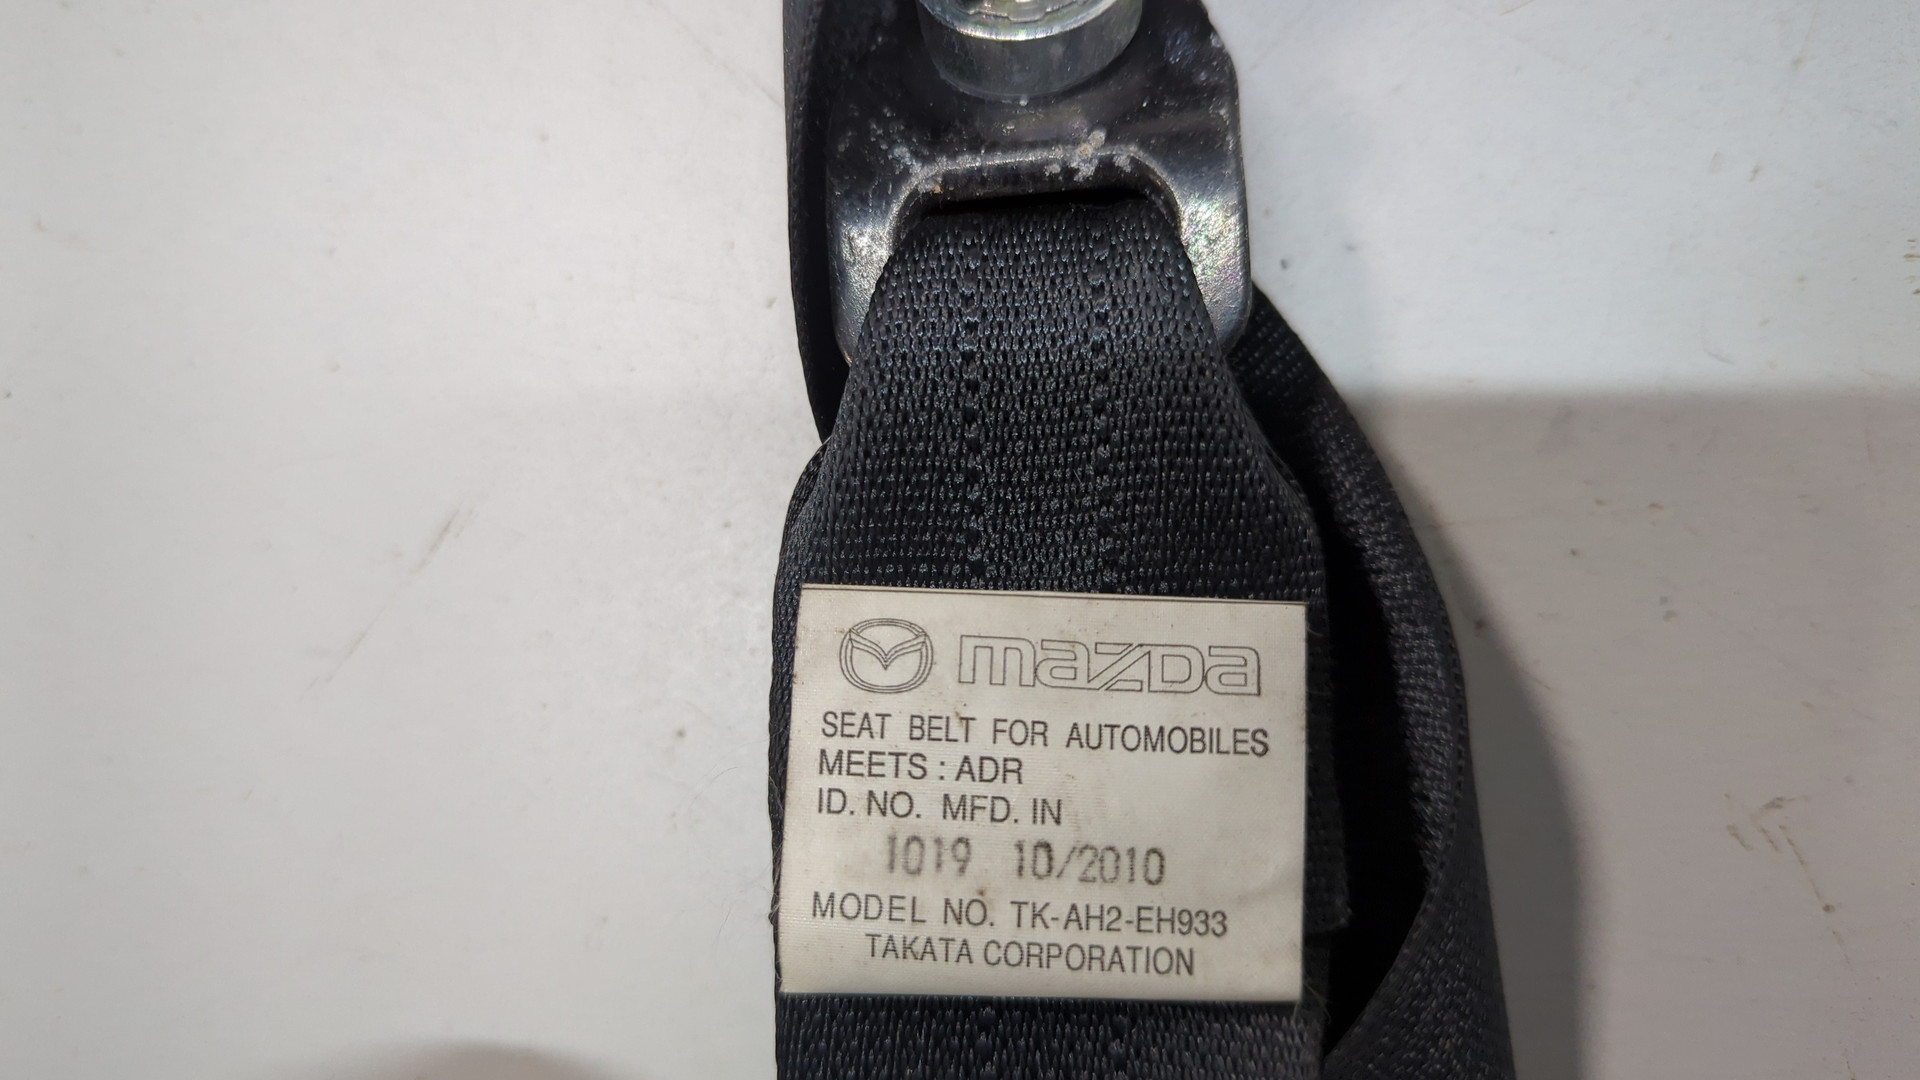 mazda
SEAT BELT FOR AUTOMOBILES
MEETS : ADR
ID. NO. MFD. IN
1019 10/2010
MODEL NO. TK-AH2-EH933
TAKATA CORPORATION